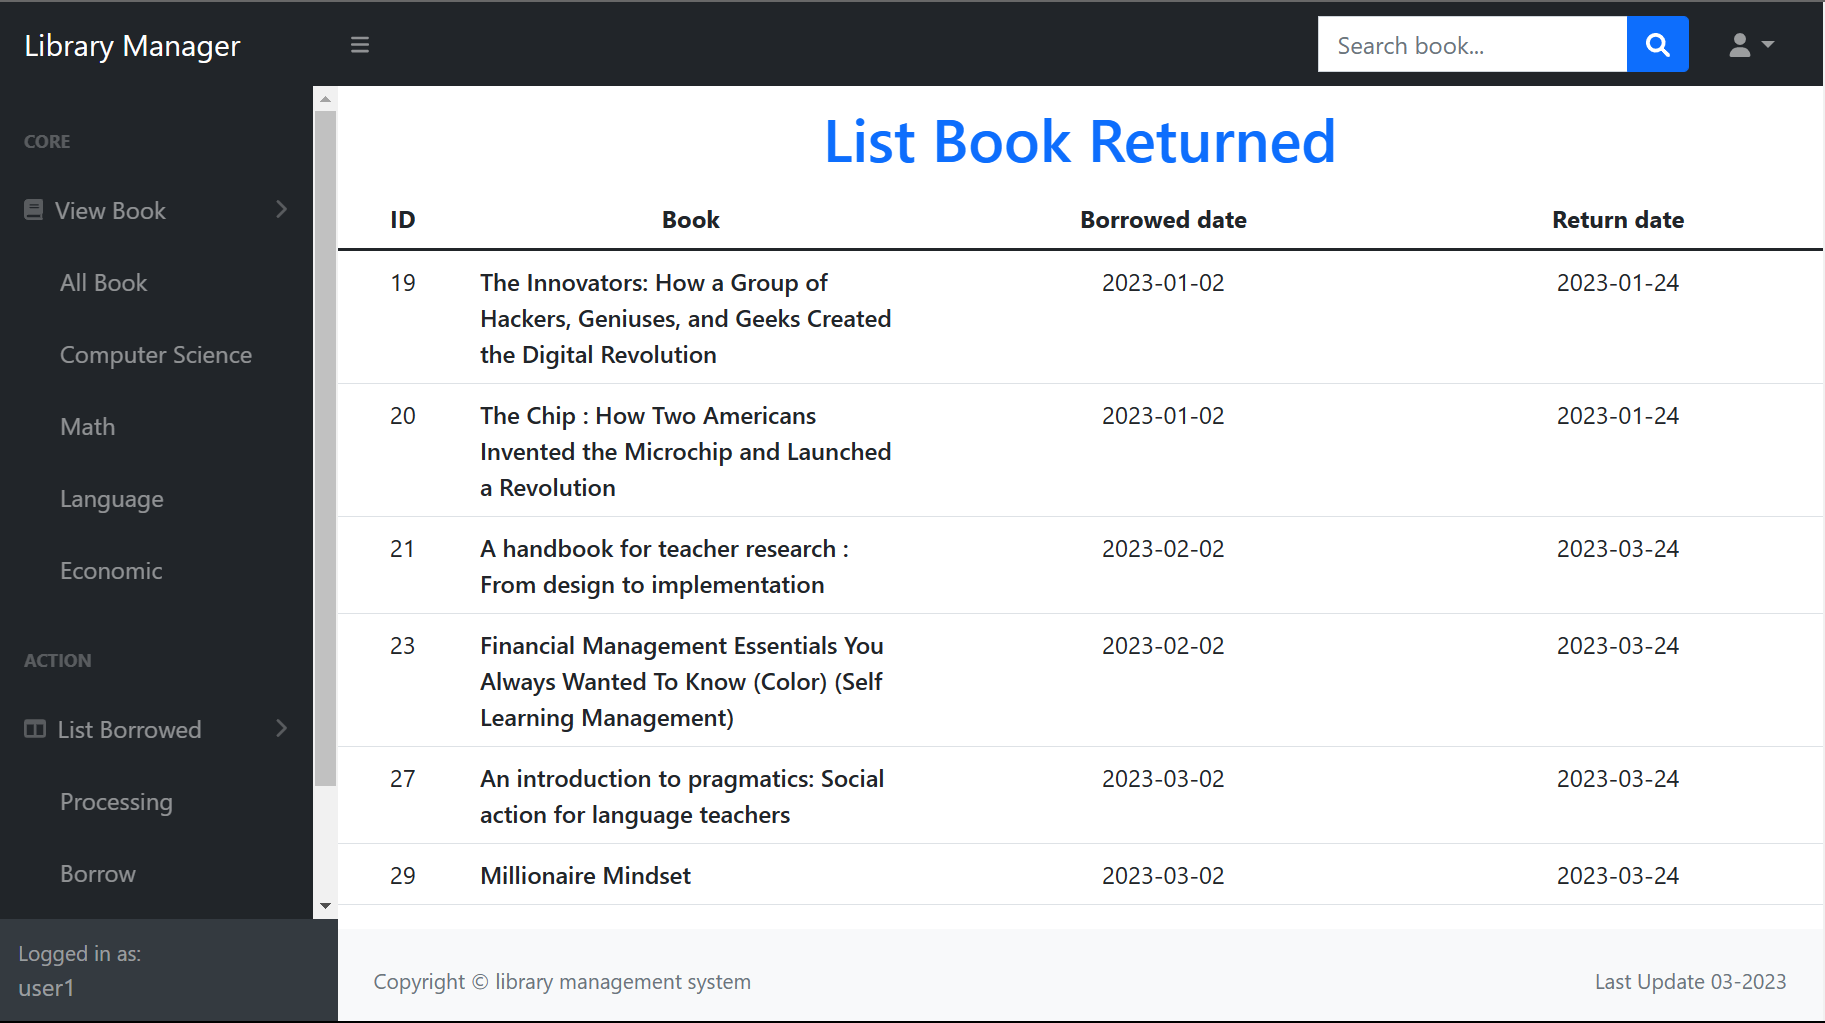 Library Manager
Search book...
CORE
View Book
All Book
Computer Science
Math
Language
Economic
ACTION
List Borrowed
Processing
Borrow
Logged in as:
user1
List Book Returned
ID Book Borrowed date Return date
19 The Innovators: How a Group of 2023-01-02 2023-01-24
Hackers, Geniuses, and Geeks Created
the Digital Revolution
20 The Chip : How Two Americans 2023-01-02 2023-01-24
Invented the Microchip and Launched
a Revolution
21 A handbook for teacher research : 2023-02-02 2023-03-24
From design to implementation
23 Financial Management Essentials You 2023-02-02 2023-03-24
Always Wanted To Know (Color) (Self
Learning Management)
27 An introduction to pragmatics: Social 2023-03-02 2023-03-24
action for language teachers
29 Millionaire Mindset 2023-03-02 2023-03-24
Copyright © library management system
Last Update 03-2023